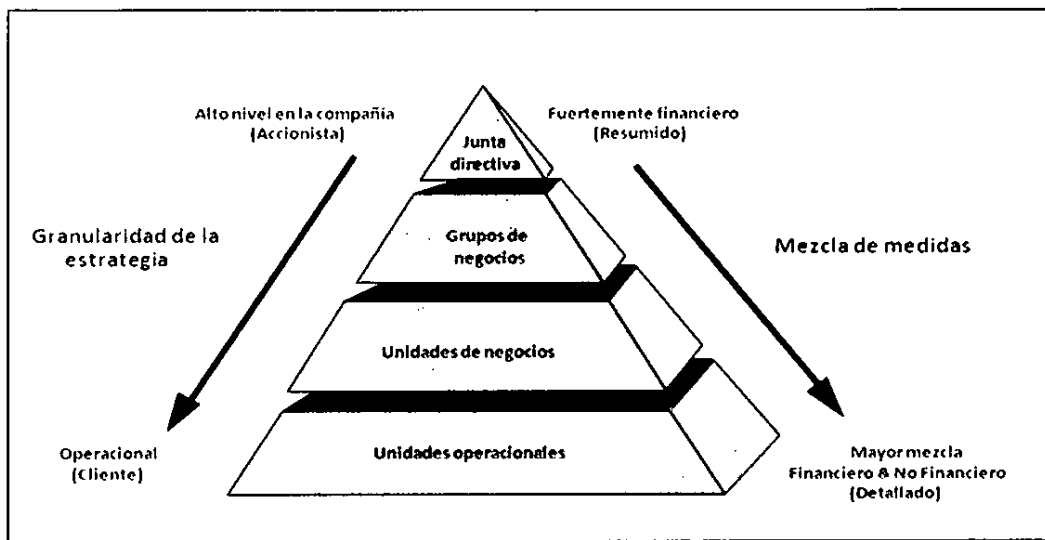 Alto nivel en la compañía
(Accionista)
Fuertemente financiero
(Resumido)
Junta
directiva
Granularidad de la
estrategia
Grupos de
negocios
Mezcla de medidas
Unidades de negocios
Operacional
(Cliente)
Unidades operacionales
Mayor mezcla
Financiero & No Financiero
(Detallado)